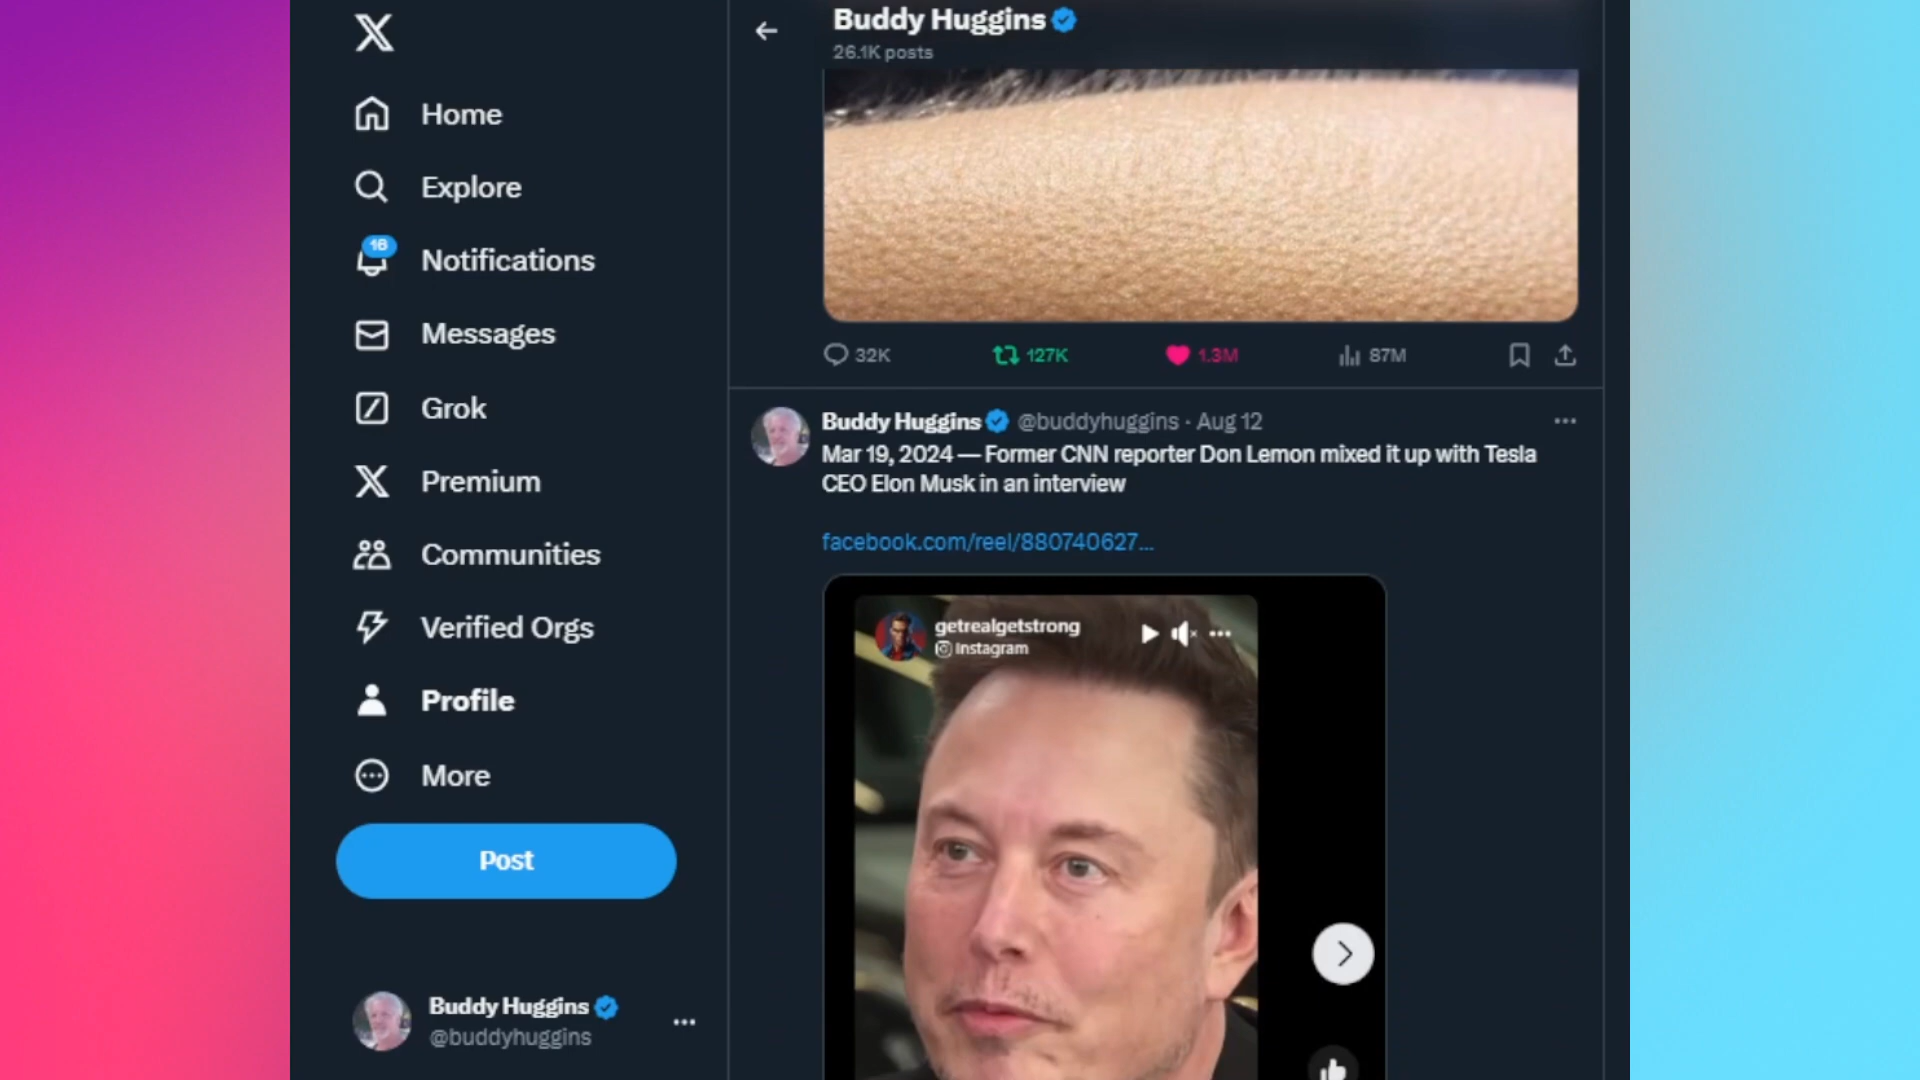 Home
Explore
16
Notifications
Messages
Grok
Premium
Communities
Verified Orgs
Profile
More
Post
Buddy Huggins
@buddyhuggins
Buddy Huggins
26.1K posts
32K
127K
1.3M
87M
Buddy Huggins @buddyhuggins · Aug 12
Mar 19, 2024 — Former CNN reporter Don Lemon mixed it up with Tesla
CEO Elon Musk in an interview
facebook.com/reel/880740627...
getrealgetstrong
Instagram